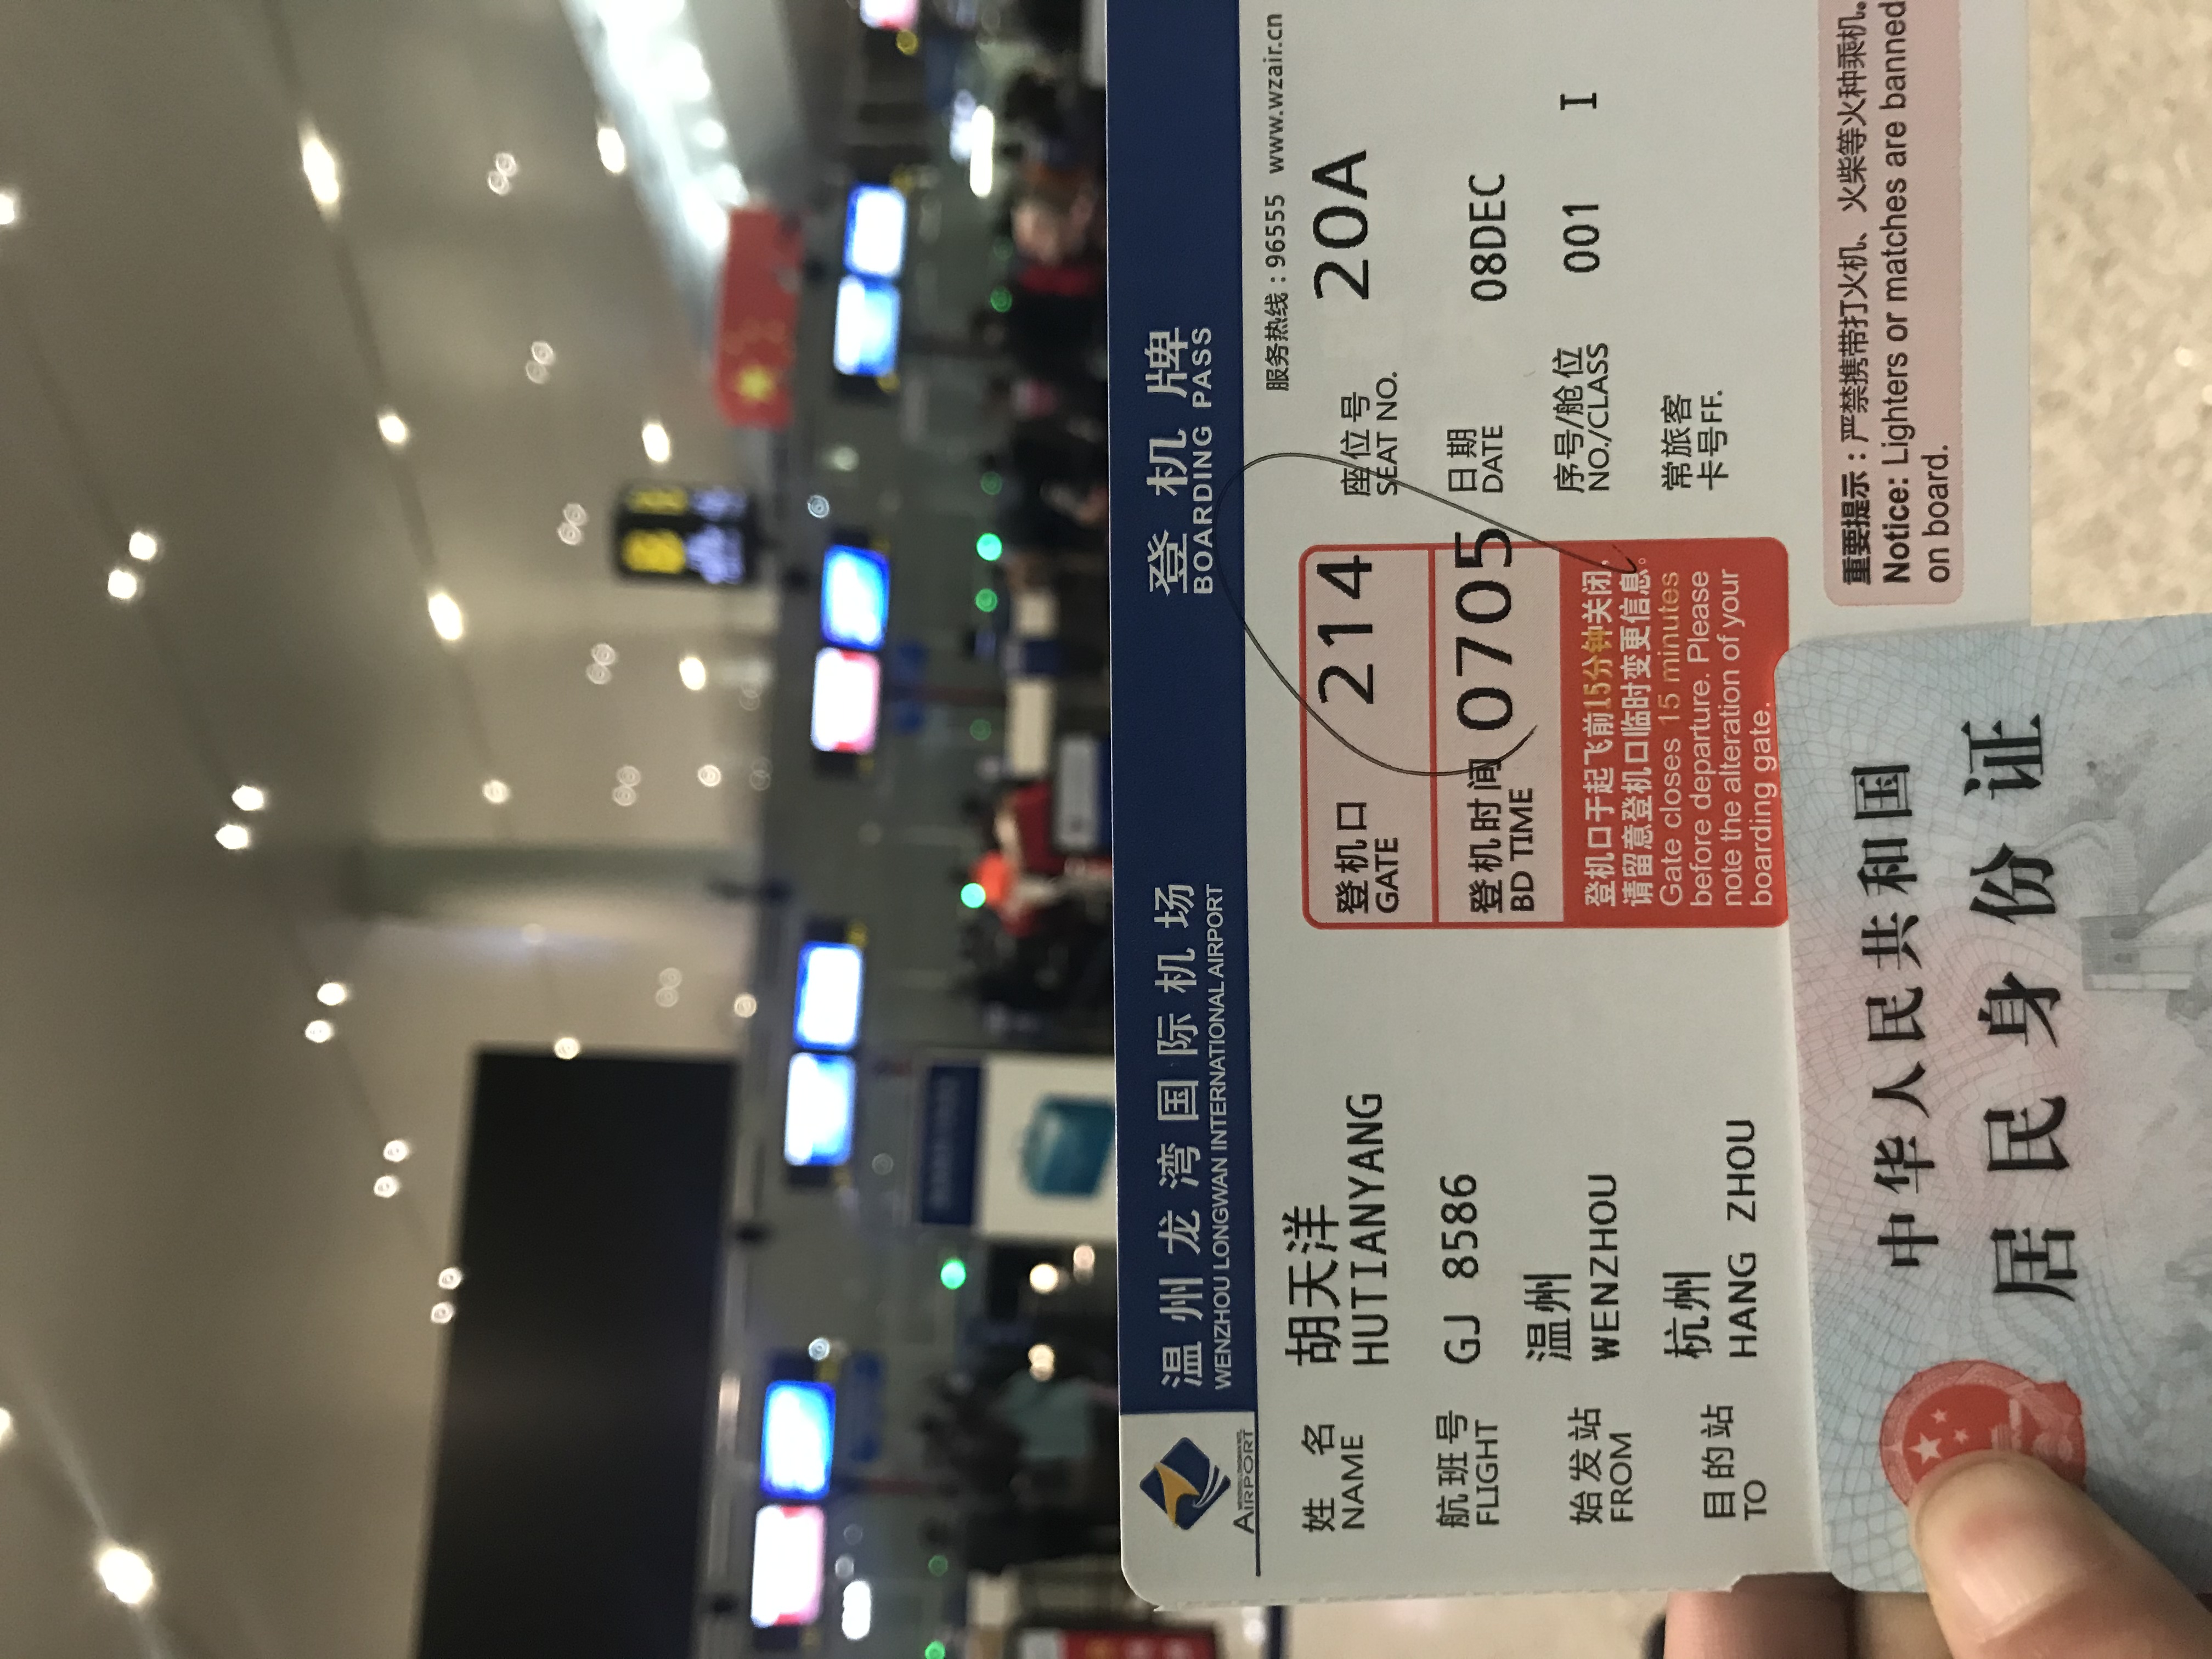 温州龙湾国际机场
WENZHOU LONGWAN INTERNATIONAL AIRPORT
登机牌
BOARDING PASS
AIRPORT
服务热线：96555 www.wzair.cn
姓名 胡天洋
NAME HUTIANYANG
航班号
FLIGHT GJ 8586
始发站 温州
FROM WENZHOU
目的站 杭州
TO HANG ZHOU
登机口
GATE 214
登机时间
BD TIME 0705
登机口于起飞前15分钟关闭，
请留意登机口临时变更信息。
Gate closes 15 minutes
before departure. Please
note the alteration of your
boarding gate.
座位号
SEAT NO. 20A
日期
DATE 08DEC
序号/舱位
NO./CLASS 001 I
常旅客
卡号FF.
重要提示：严禁携带打火机、火柴等火种乘机。
Notice: Lighters or matches are banned
on board.
中华人民共和国
居民身份证